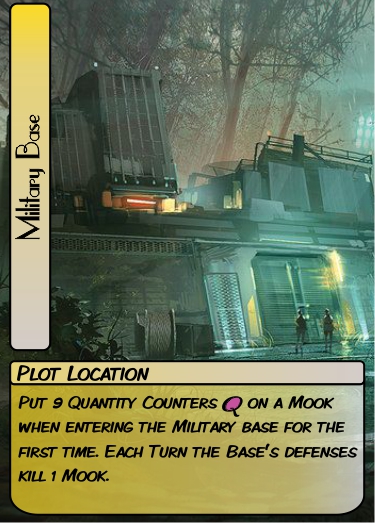 Military Base
Plot Location
Put 9 Quantity Counters Q on a Mook
when entering the Military base for the
first time. Each Turn the Base's defenses
kill 1 Mook.